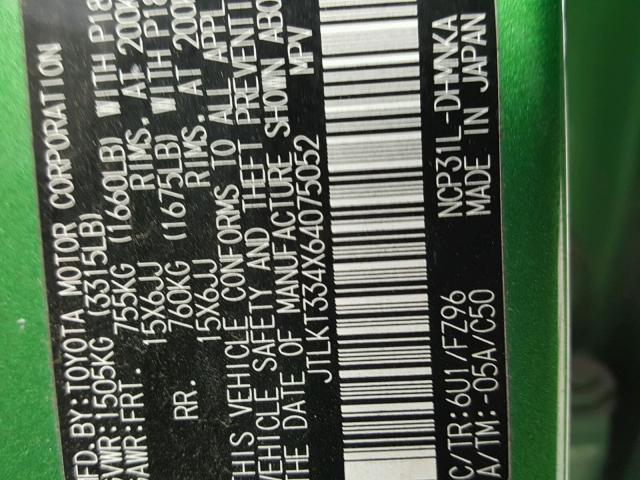 MFD.BY:TOYOTA MOTOR CORPORATION
GVWR:1505KG (3315LB)
GAWR:FRT. 755KG (1660LB) WITH P18
15X6JJ RIMS. AT 200K
RR. 760KG (1675LB) WITH P18
15X6JJ RIMS. AT 200K
THIS VEHICLE CONFORMS TO ALL APPL
VEHICLE SAFETY AND THEFT PREVENTI
THE DATE OF MANUFACTURE SHOWN ABO
JTLKT334X64075052 MPV
C/TR:6U1/FZ96 NCP31L-DHMNKA
A/TM:-05A/C50 MADE IN JAPAN